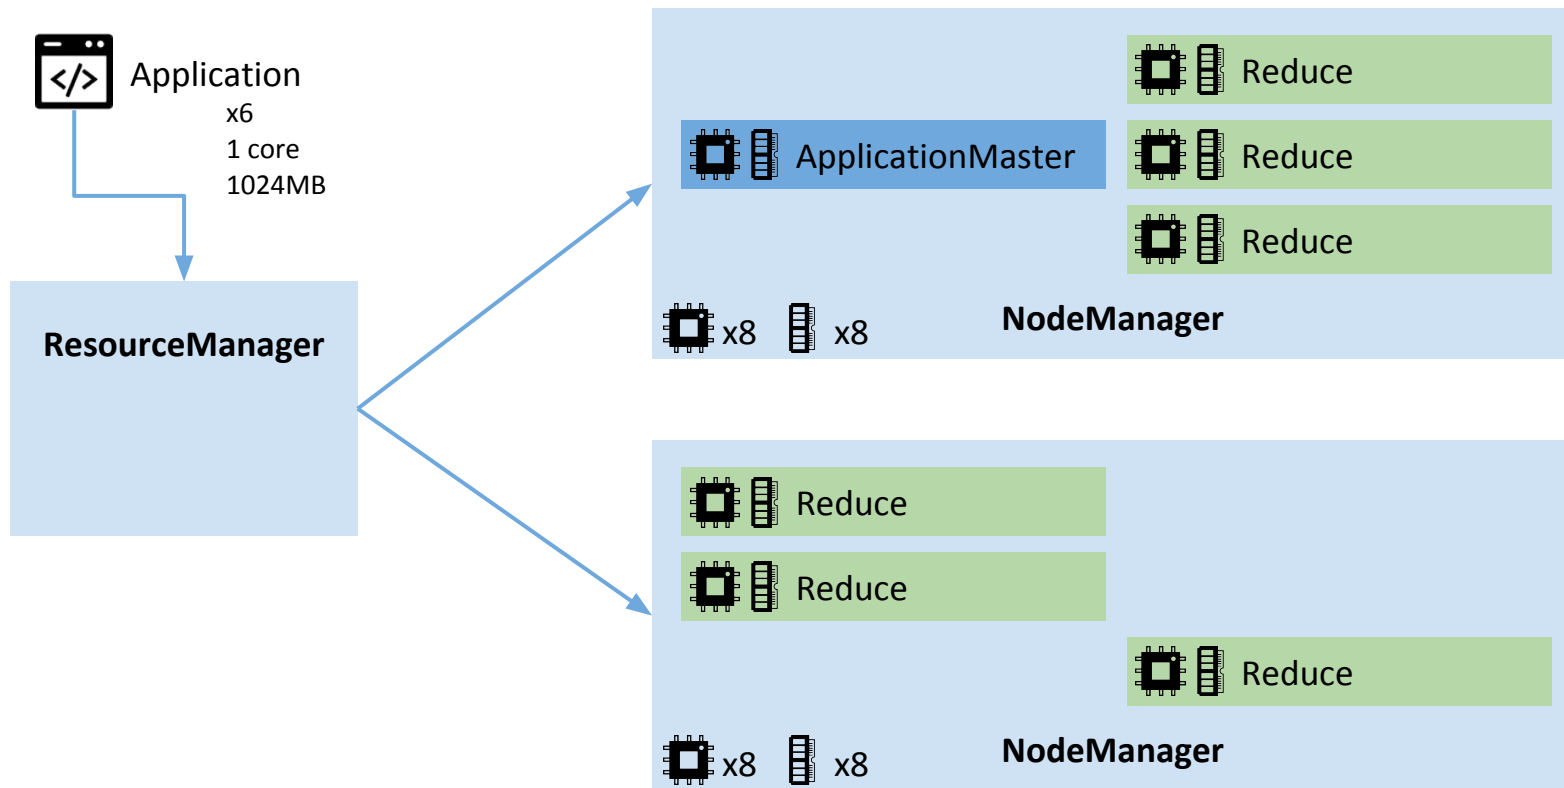 </>
Application
x6
1 core
1024MB
ResourceManager
ApplicationMaster
Reduce
Reduce
Reduce
x8 x8
NodeManager
Reduce
Reduce
Reduce
x8 x8
NodeManager